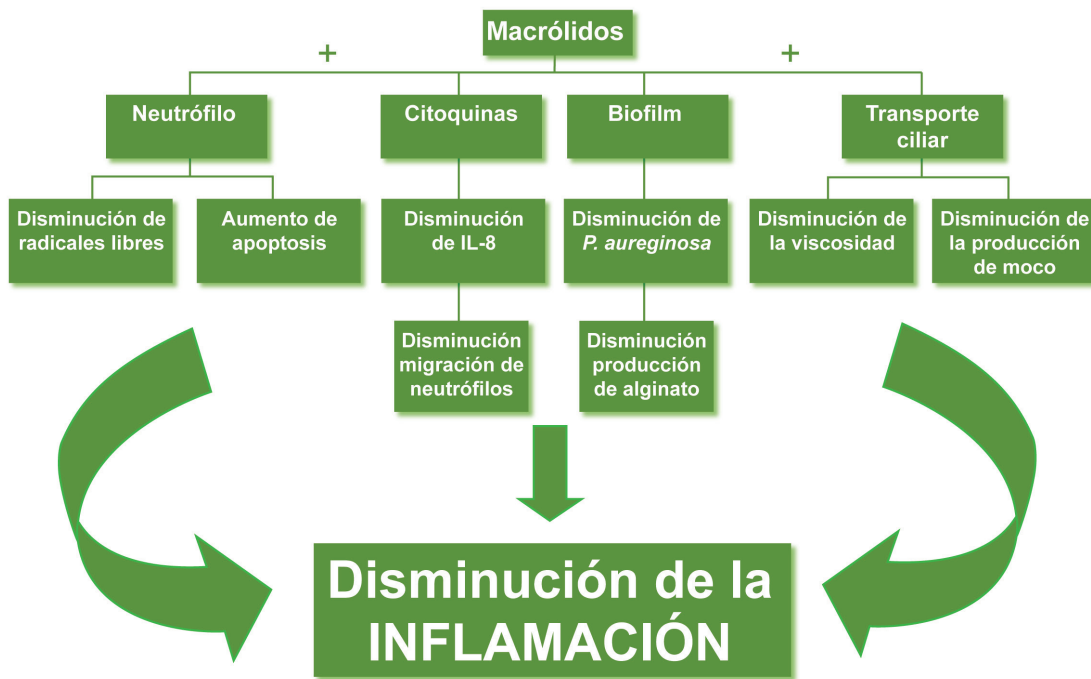 Macrólidos
+
+
Neutrófilo
Citoquinas
Biofilm
Transporte
ciliar
Disminución de
radicales libres
Aumento de
apoptosis
Disminución
de IL-8
Disminución de
P. aureginosa
Disminución de
la viscosidad
Disminución de
la producción
de moco
Disminución
migración de
neutrófilos
Disminución
producción
de alginato
Disminución de la
INFLAMACIÓN